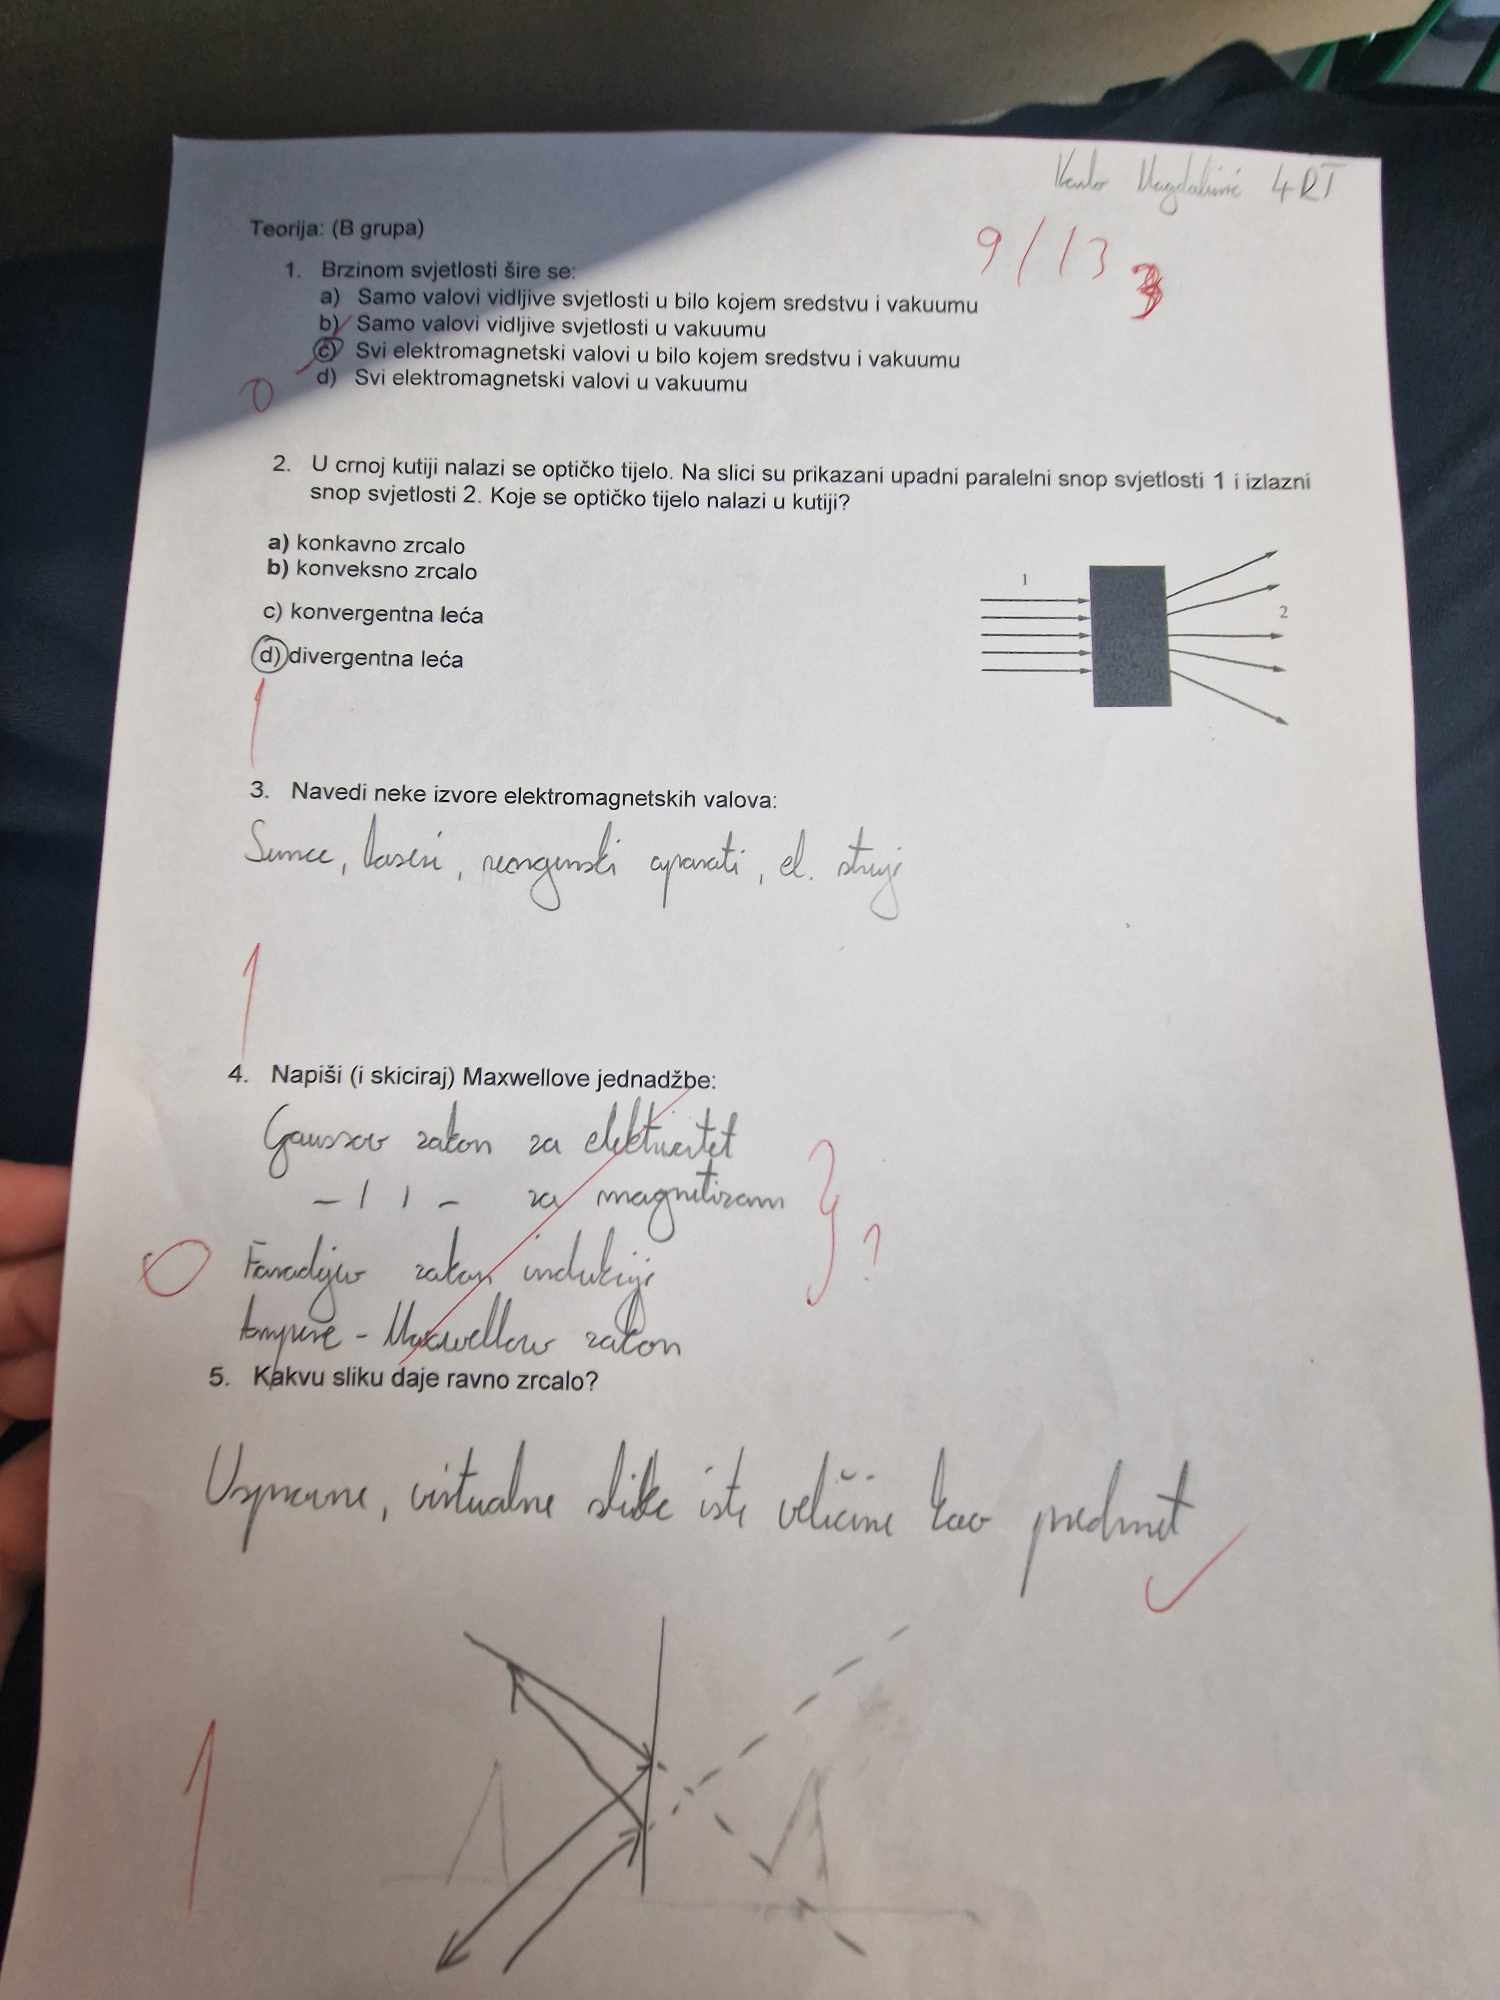 4RT
9/13 3
Teorija: (B grupa)
1. Brzinom svjetlosti šire se:
a) Samo valovi vidljive svjetlosti u bilo kojem sredstvu i vakuumu
b) Samo valovi vidljive svjetlosti u vakuumu
c) Svi elektromagnetski valovi u bilo kojem sredstvu i vakuumu
d) Svi elektromagnetski valovi u vakuumu
0
2. U crnoj kutiji nalazi se optičko tijelo. Na slici su prikazani upadni paralelni snop svjetlosti 1 i izlazni
snop svjetlosti 2. Koje se optičko tijelo nalazi u kutiji?
a) konkavno zrcalo
b) konveksno zrcalo
c) konvergentna leća
d) divergentna leća
1
2
1
3. Navedi neke izvore elektromagnetskih valova:
Sunce, laseri, aparati, el. struj
1
4. Napiši (i skiciraj) Maxwellove jednadžbe:
Gaussov zakon za elektricitet
-11- za magnetizam
0 Faradijev zakon indukcije ?
Ampere-Maxwellov zakon
5. Kakvu sliku daje ravno zrcalo?
Uspravne, virtualne slike iste veličine kao predmet
1